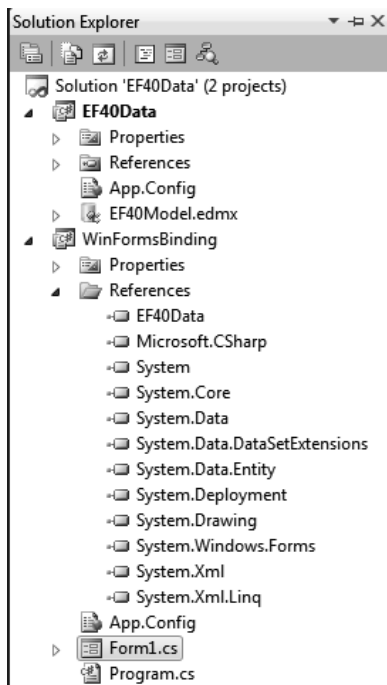 Solution Explorer
Solution 'EF40Data' (2 projects)
EF40Data
Properties
References
App.Config
EF40Model.edmx
WinFormsBinding
Properties
References
EF40Data
Microsoft.CSharp
System
System.Core
System.Data
System.Data.DataSetExtensions
System.Data.Entity
System.Deployment
System.Drawing
System.Windows.Forms
System.Xml
System.Xml.Linq
App.Config
Form1.cs
Program.cs